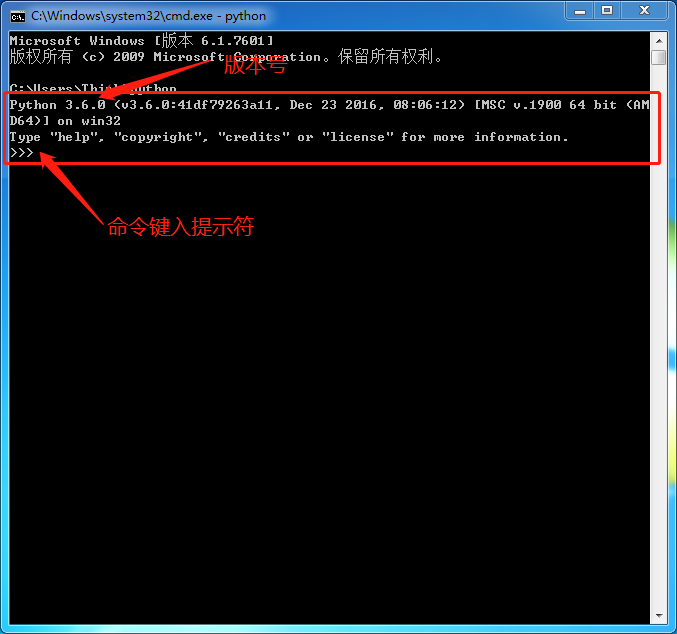 C:\Windows\system32\cmd.exe - python
Microsoft Windows [版本 6.1.7601]
版权所有 (c) 2009 Microsoft Corporation。保留所有权利。
版本号
C:\Users\Think>python
Python 3.6.0 (v3.6.0:41df79263a11, Dec 23 2016, 08:06:12) [MSC v.1900 64 bit (AM
D64)] on win32
Type "help", "copyright", "credits" or "license" for more information.
>>>
命令键入提示符